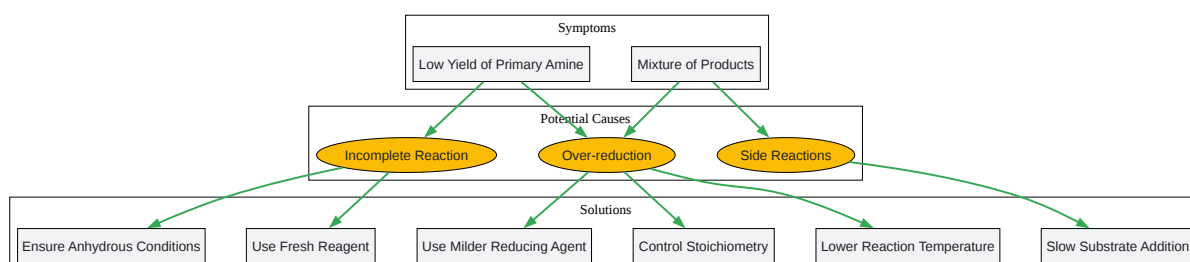 Symptoms
Low Yield of Primary Amine
Mixture of Products
Potential Causes
Incomplete Reaction
Over-reduction
Side Reactions
Solutions
Ensure Anhydrous Conditions
Use Fresh Reagent
Use Milder Reducing Agent
Control Stoichiometry
Lower Reaction Temperature
Slow Substrate Addition